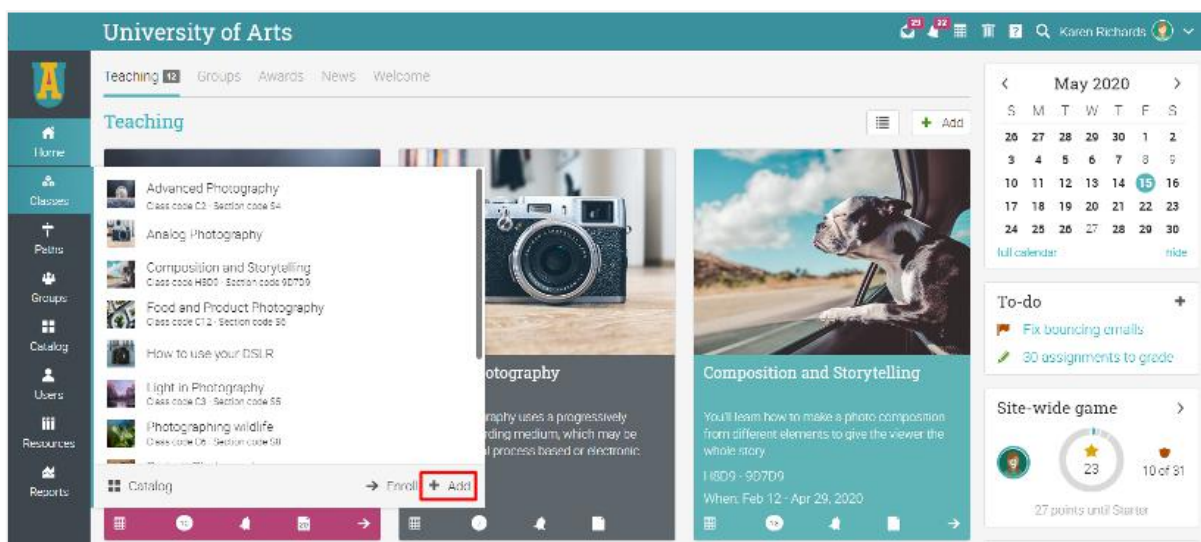 University of Arts
23
22
Karen Richards
Home
Classes
Paths
Groups
Catalog
Users
Resources
Reports
Teaching 12 Groups Awards News Welcome
Teaching
Add
Advanced Photography
Class code C2 · Section code S4
Analog Photography
Composition and Storytelling
Class code H8D9 · Section code 9D7D9
Food and Product Photography
Class code C12 · Section code S6
How to use your DSLR
Light in Photography
Class code C3 · Section code S5
Photographing wildlife
Class code C6 · Section code S8
Catalog
Enroll
Add
otography
raphy uses a progressively
rding medium, which may be
al process based or electronic.
Composition and Storytelling
You'll learn how to make a photo composition
from different elements to give the viewer the
whole story
H8D9 - 9D7D9
When: Feb 12 - Apr 29, 2020
May 2020
S M T W T F S
26 27 28 29 30 1 2
3 4 5 6 7 8 9
10 11 12 13 14 15 16
17 18 19 20 21 22 23
24 25 26 27 28 29 30
full calendar hide
To-do
Fix bouncing emails
30 assignments to grade
Site-wide game
23
10 of 31
27 points until Starter